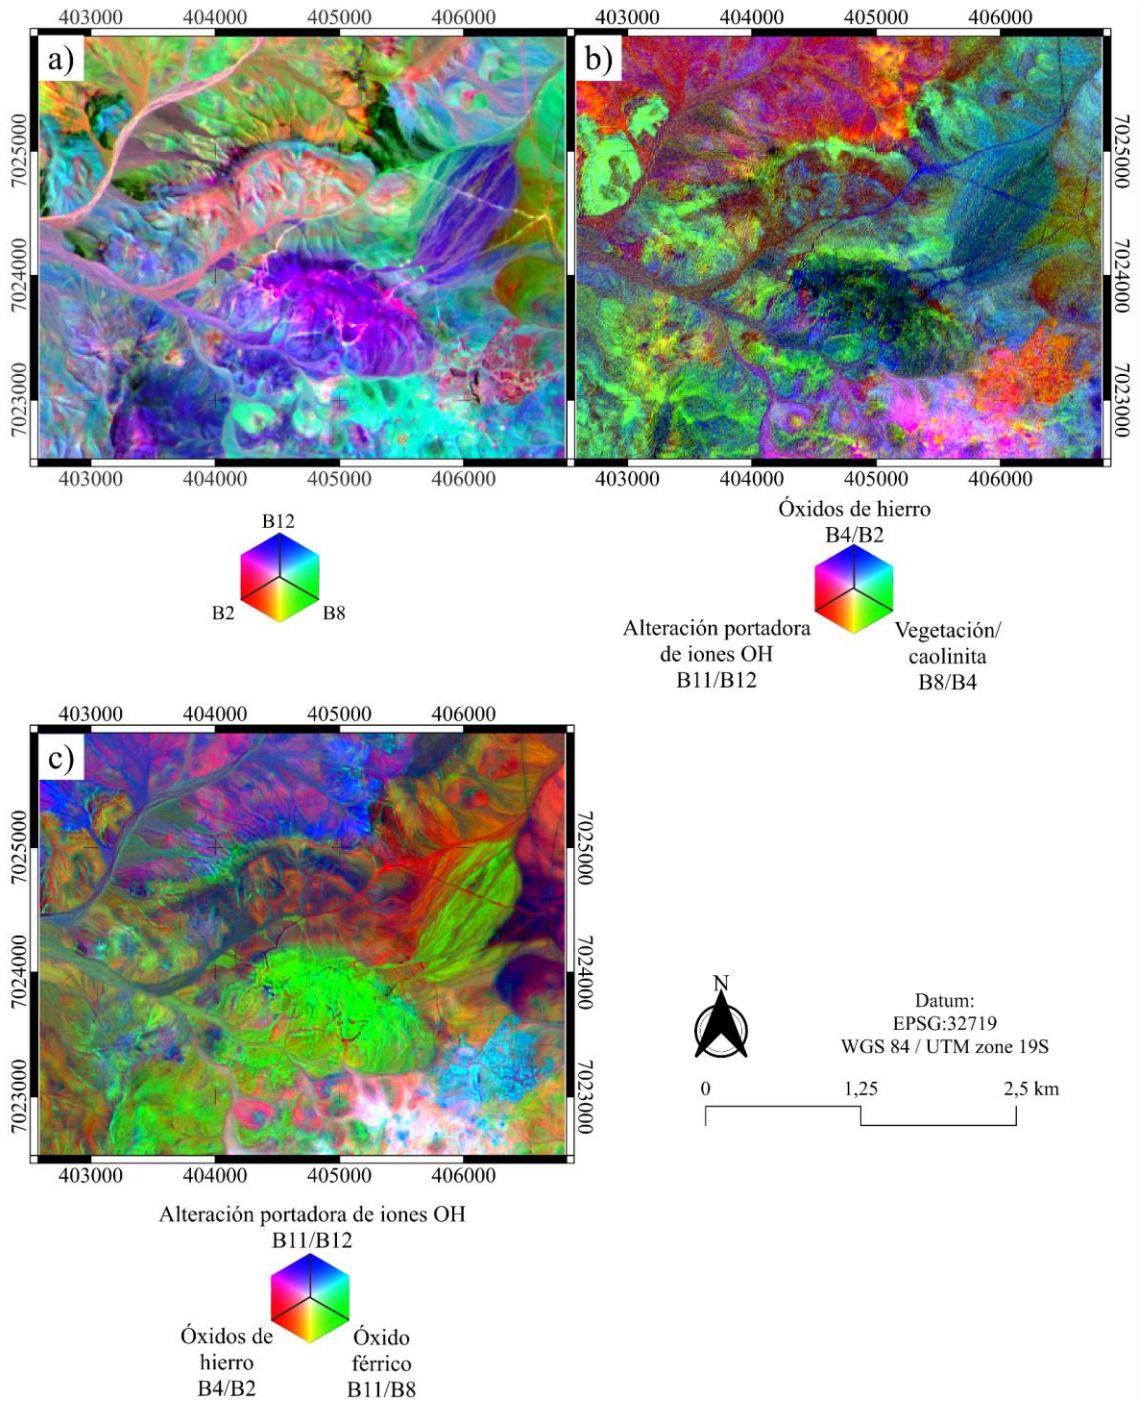 403000 404000 405000 406000
403000 404000 405000 406000
a)
b)
7025000
7024000
7023000
7025000
7024000
7023000
403000 404000 405000 406000
403000 404000 405000 406000
B12
B2
B8
Óxidos de hierro
B4/B2
Alteración portadora
de iones OH
B11/B12
Vegetación/
caolinita
B8/B4
403000 404000 405000 406000
c)
7025000
7024000
7023000
7025000
7024000
7023000
403000 404000 405000 406000
N
Datum:
EPSG:32719
WGS 84 / UTM zone 19S
0 1,25 2,5 km
Alteración portadora de iones OH
B11/B12
Óxidos de
hierro
B4/B2
Óxido
férrico
B11/B8